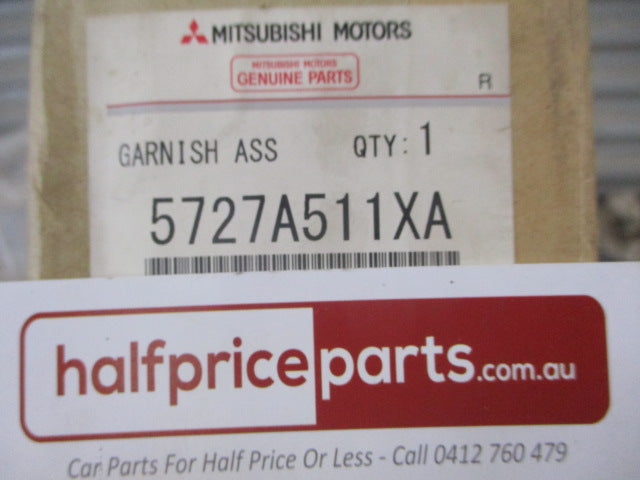 MITSUBISHI MOTORS
MITSUBISHI MOTORS
GENUINE PARTS
R
GARNISH ASS QTY: 1
5727A511XA
halfpriceparts.com.au
Car Parts For Half Price Or Less - Call 0412 760 479